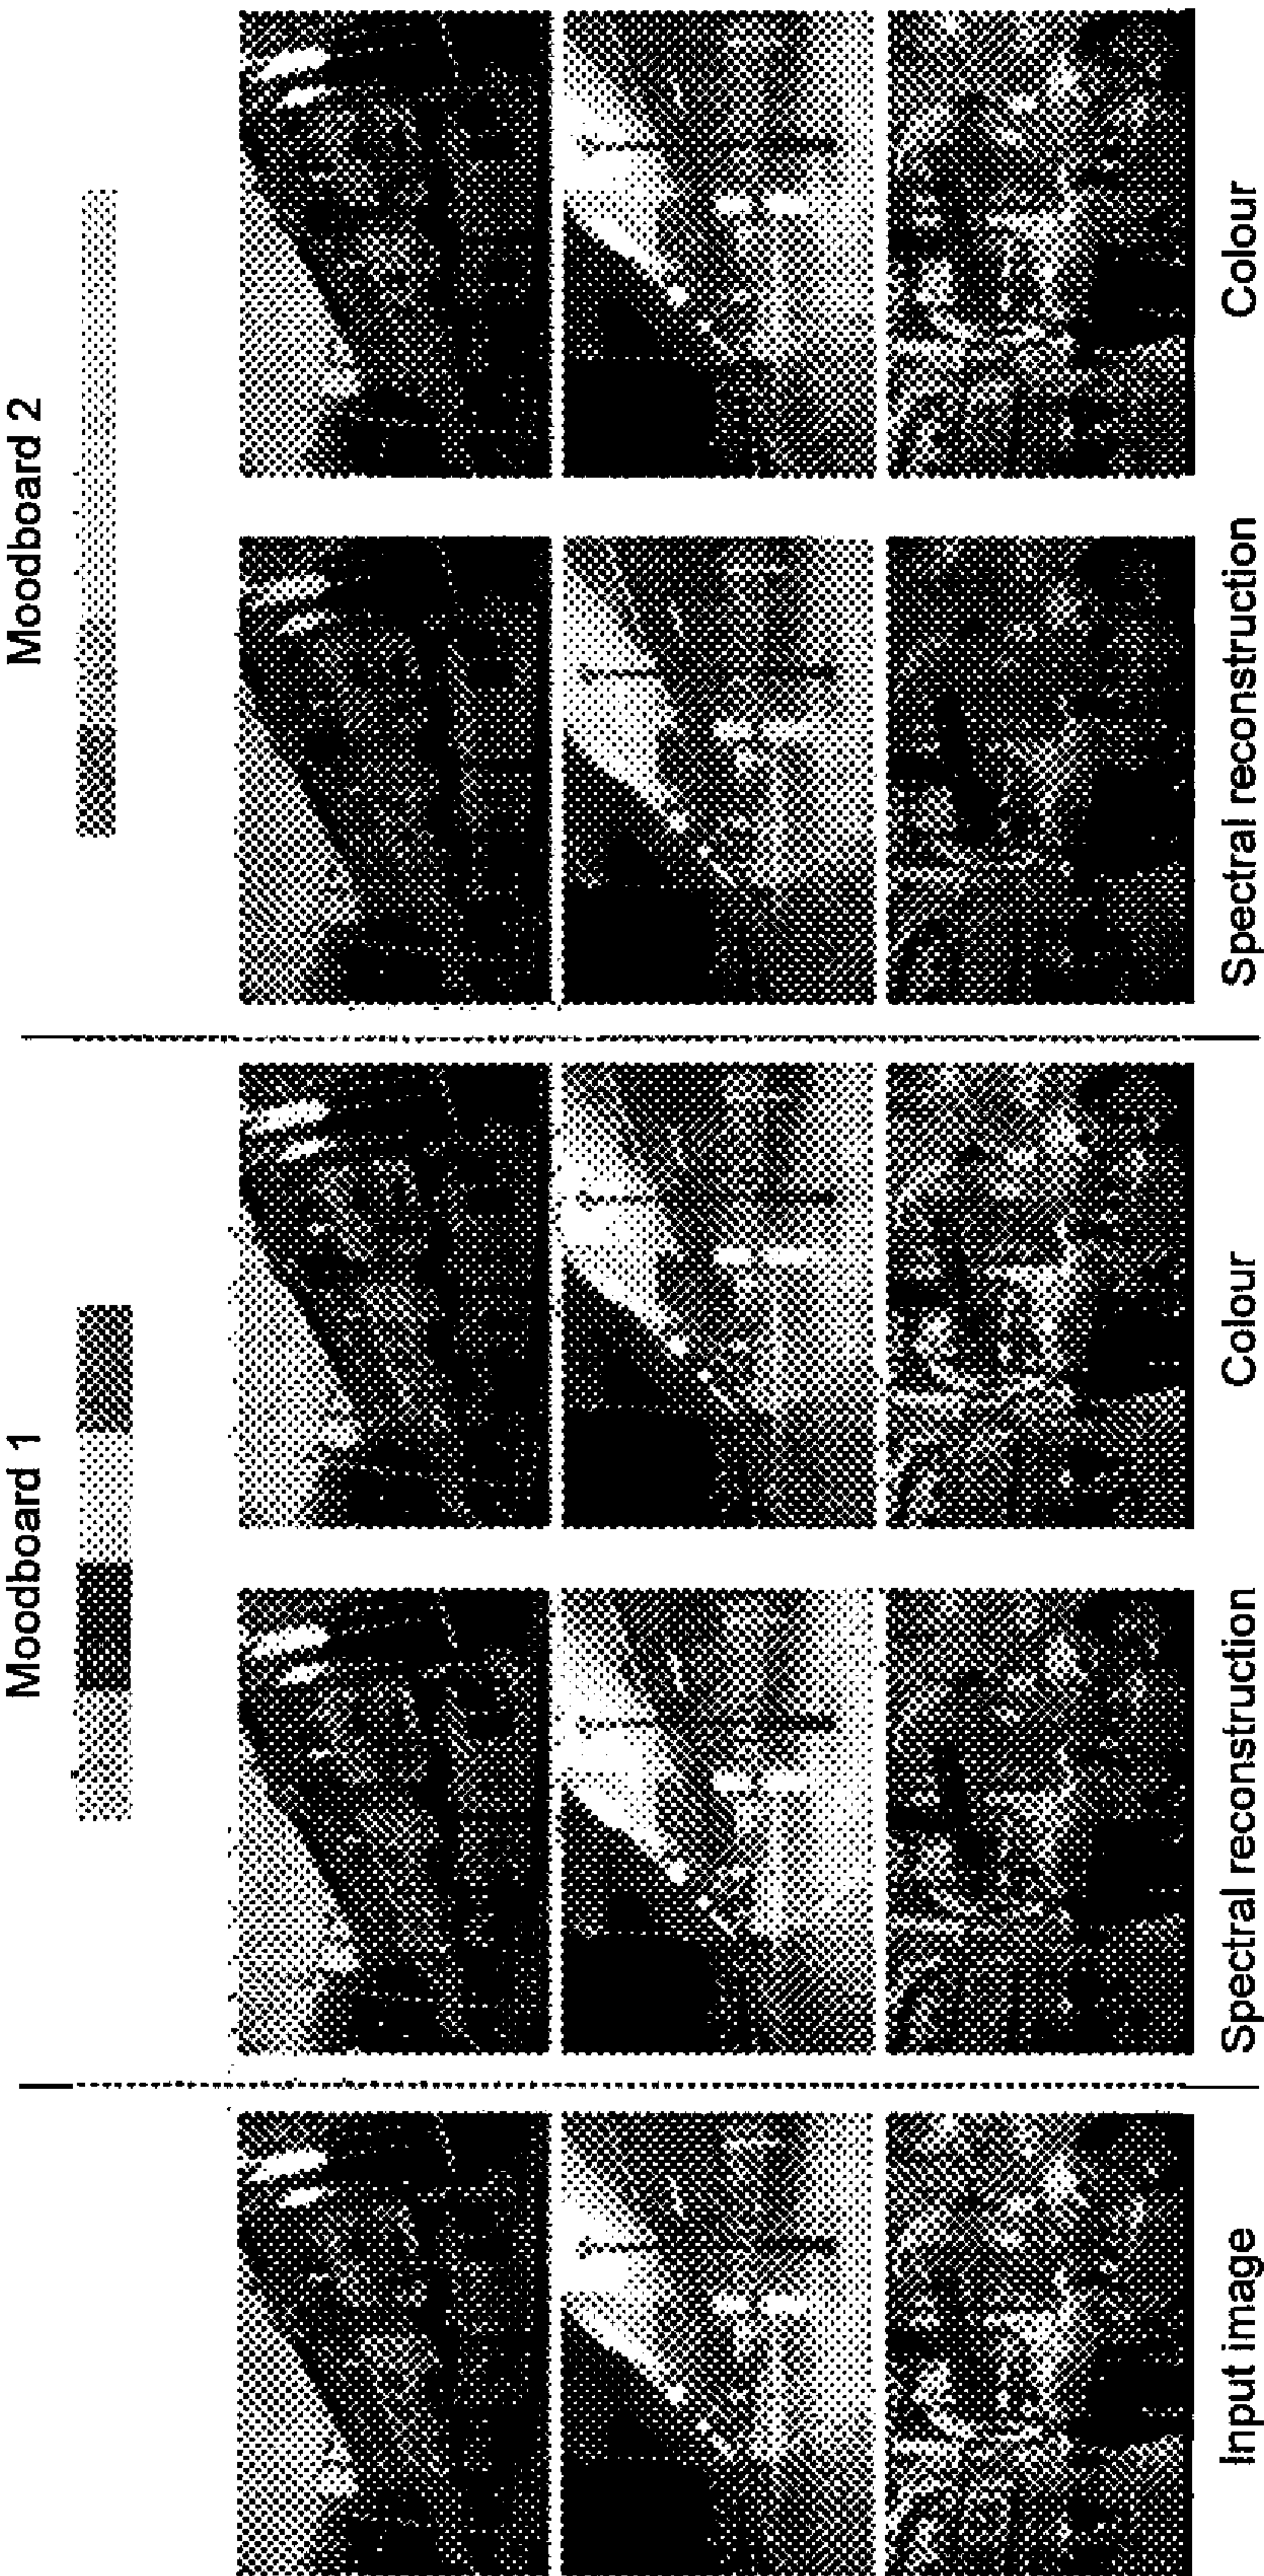 Moodboard 1
Moodboard 2
Input image
Spectral reconstruction
Colour
Spectral reconstruction
Colour